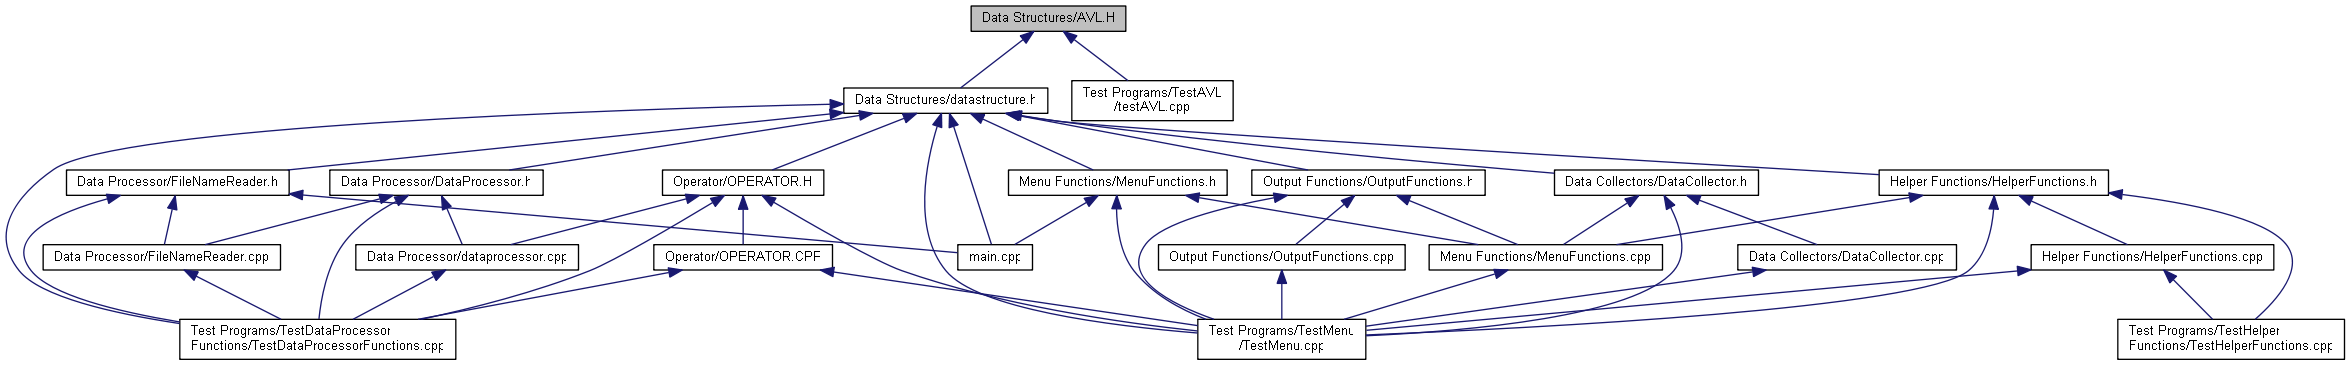 Data Structures/AVL.H
Data Structures/datastructure.h
Test Programs/TestAVL
/testAVL.cpp
Data Processor/FileNameReader.h
Data Processor/DataProcessor.h
Operator/OPERATOR.H
Menu Functions/MenuFunctions.h
Output Functions/OutputFunctions.h
Data Collectors/DataCollector.h
Helper Functions/HelperFunctions.h
Data Processor/FileNameReader.cpp
Data Processor/dataprocessor.cpp
Operator/OPERATOR.CPP
main.cpp
Output Functions/OutputFunctions.cpp
Menu Functions/MenuFunctions.cpp
Data Collectors/DataCollector.cpp
Helper Functions/HelperFunctions.cpp
Test Programs/TestDataProcessor
Functions/TestDataProcessorFunctions.cpp
Test Programs/TestMenu
/TestMenu.cpp
Test Programs/TestHelper
Functions/TestHelperFunctions.cpp